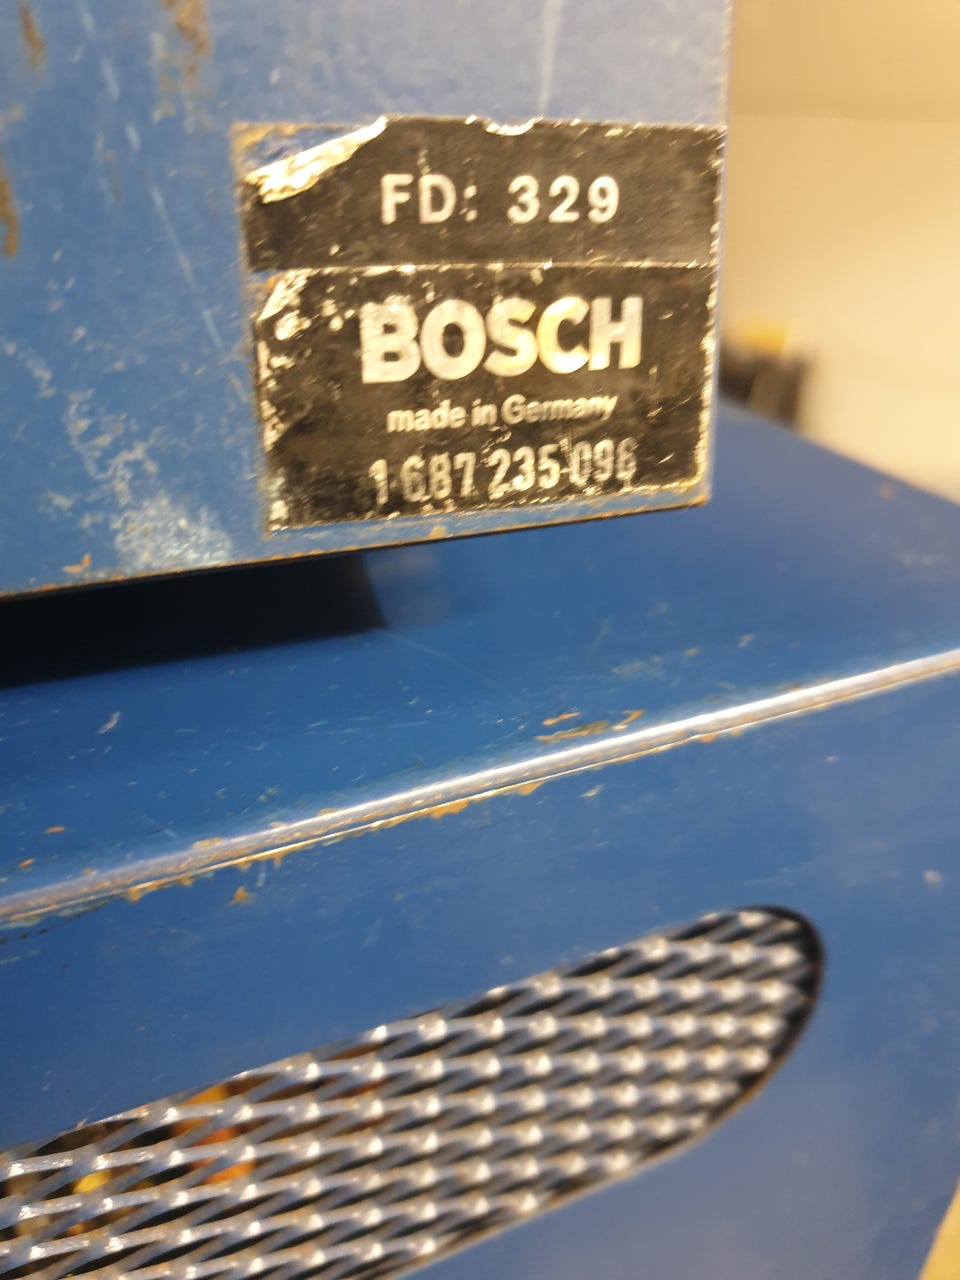 FD: 329
BOSCH
made in Germany
1 687 235 096